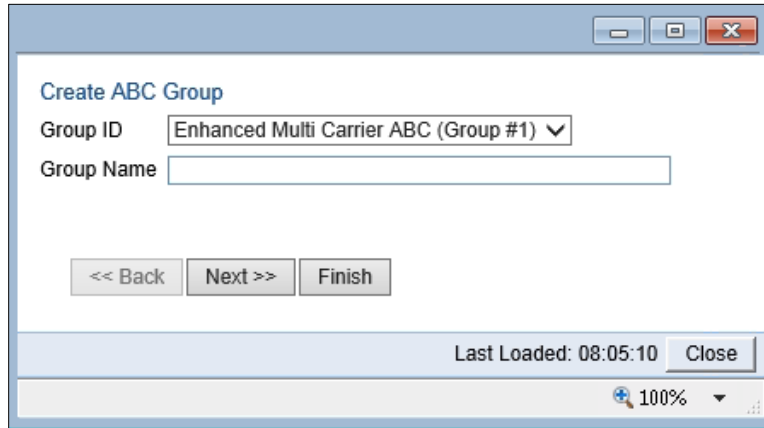 Create ABC Group
Group ID Enhanced Multi Carrier ABC (Group #1)
Group Name
<< Back Next >> Finish
Last Loaded: 08:05:10 Close
100%